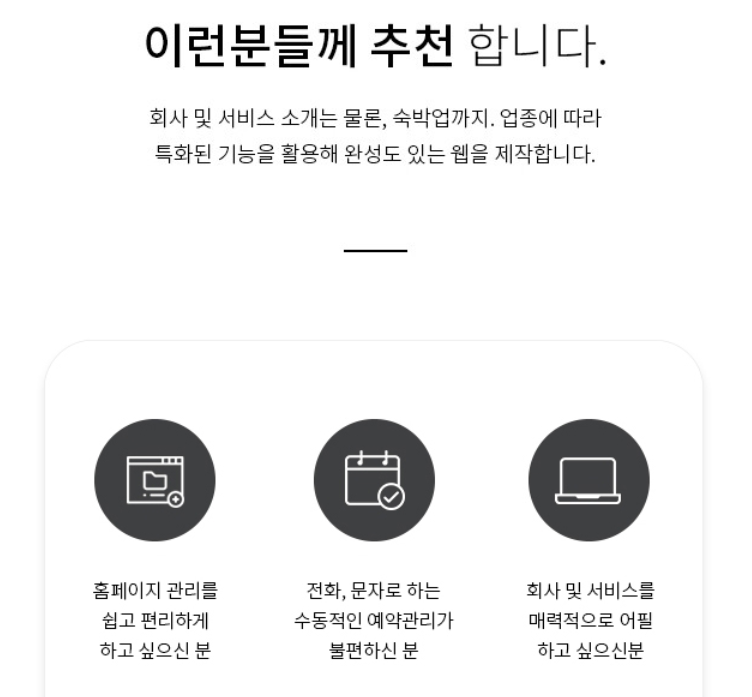 이런분들께 추천 합니다.
회사 및 서비스 소개는 물론, 숙박업까지. 업종에 따라
특화된 기능을 활용해 완성도 있는 웹을 제작합니다.
홈페이지 관리를
쉽고 편리하게
하고 싶으신 분
전화, 문자로 하는
수동적인 예약관리가
불편하신 분
회사 및 서비스를
매력적으로 어필
하고 싶으신분